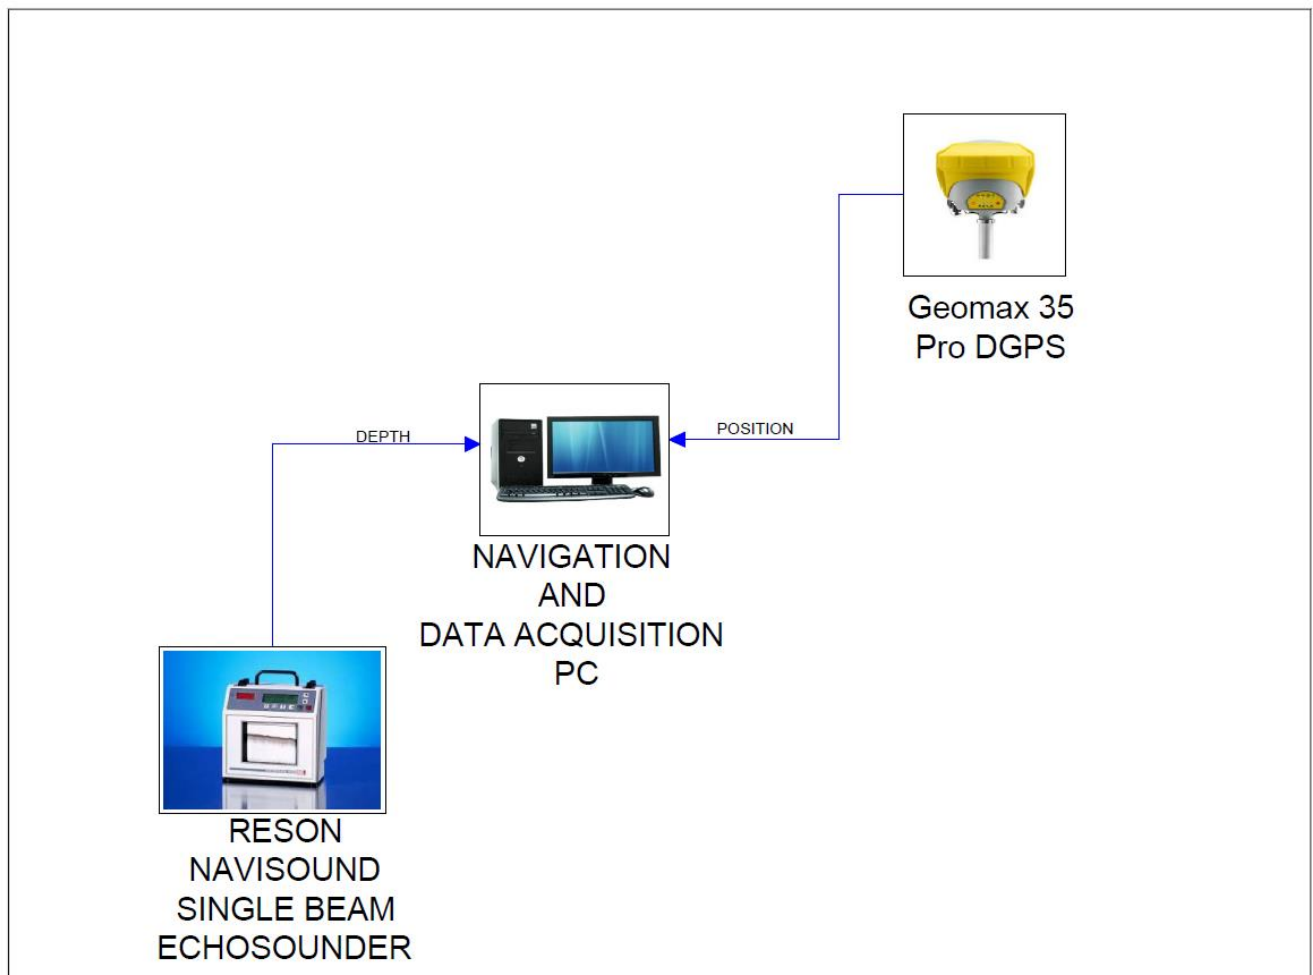 Geomax 35
Pro DGPS
DEPTH
POSITION
NAVIGATION
AND
DATA ACQUISITION
PC
RESON
NAVISOUND
SINGLE BEAM
ECHOSOUNDER